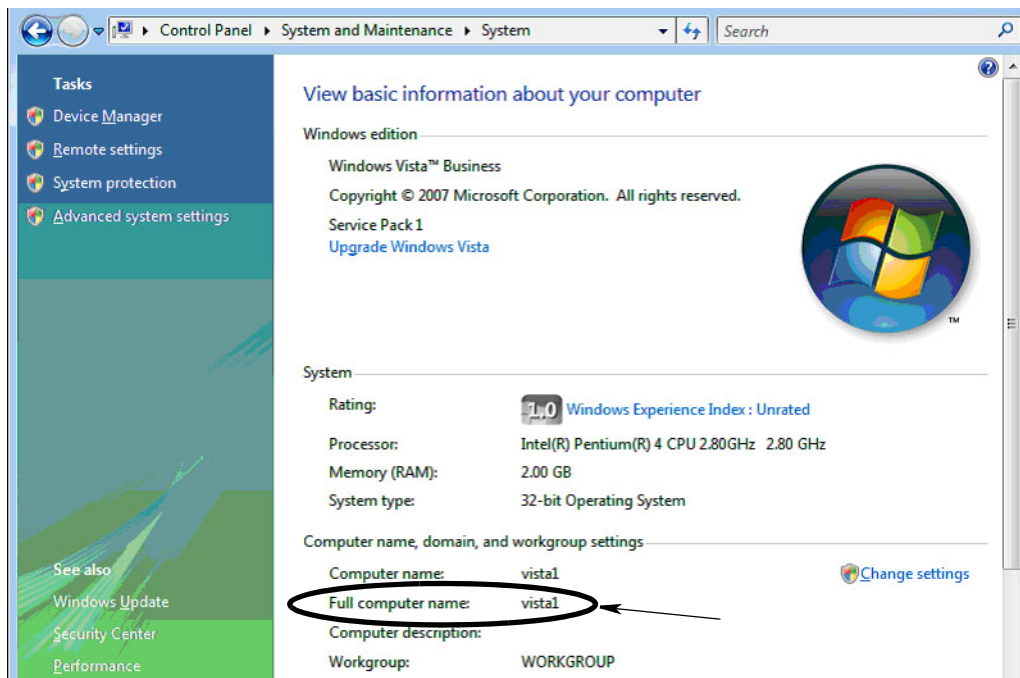 Control Panel ▸ System and Maintenance ▸ System
Search
Tasks
Device Manager
Remote settings
System protection
Advanced system settings
See also
Windows Update
Security Center
Performance
View basic information about your computer
Windows edition
Windows Vista™ Business
Copyright © 2007 Microsoft Corporation. All rights reserved.
Service Pack 1
Upgrade Windows Vista
TM
System
Rating: 1,0 Windows Experience Index : Unrated
Processor: Intel(R) Pentium(R) 4 CPU 2.80GHz 2.80 GHz
Memory (RAM): 2.00 GB
System type: 32-bit Operating System
Computer name, domain, and workgroup settings
Computer name: vista1 Change settings
Full computer name: vista1
Computer description:
Workgroup: WORKGROUP